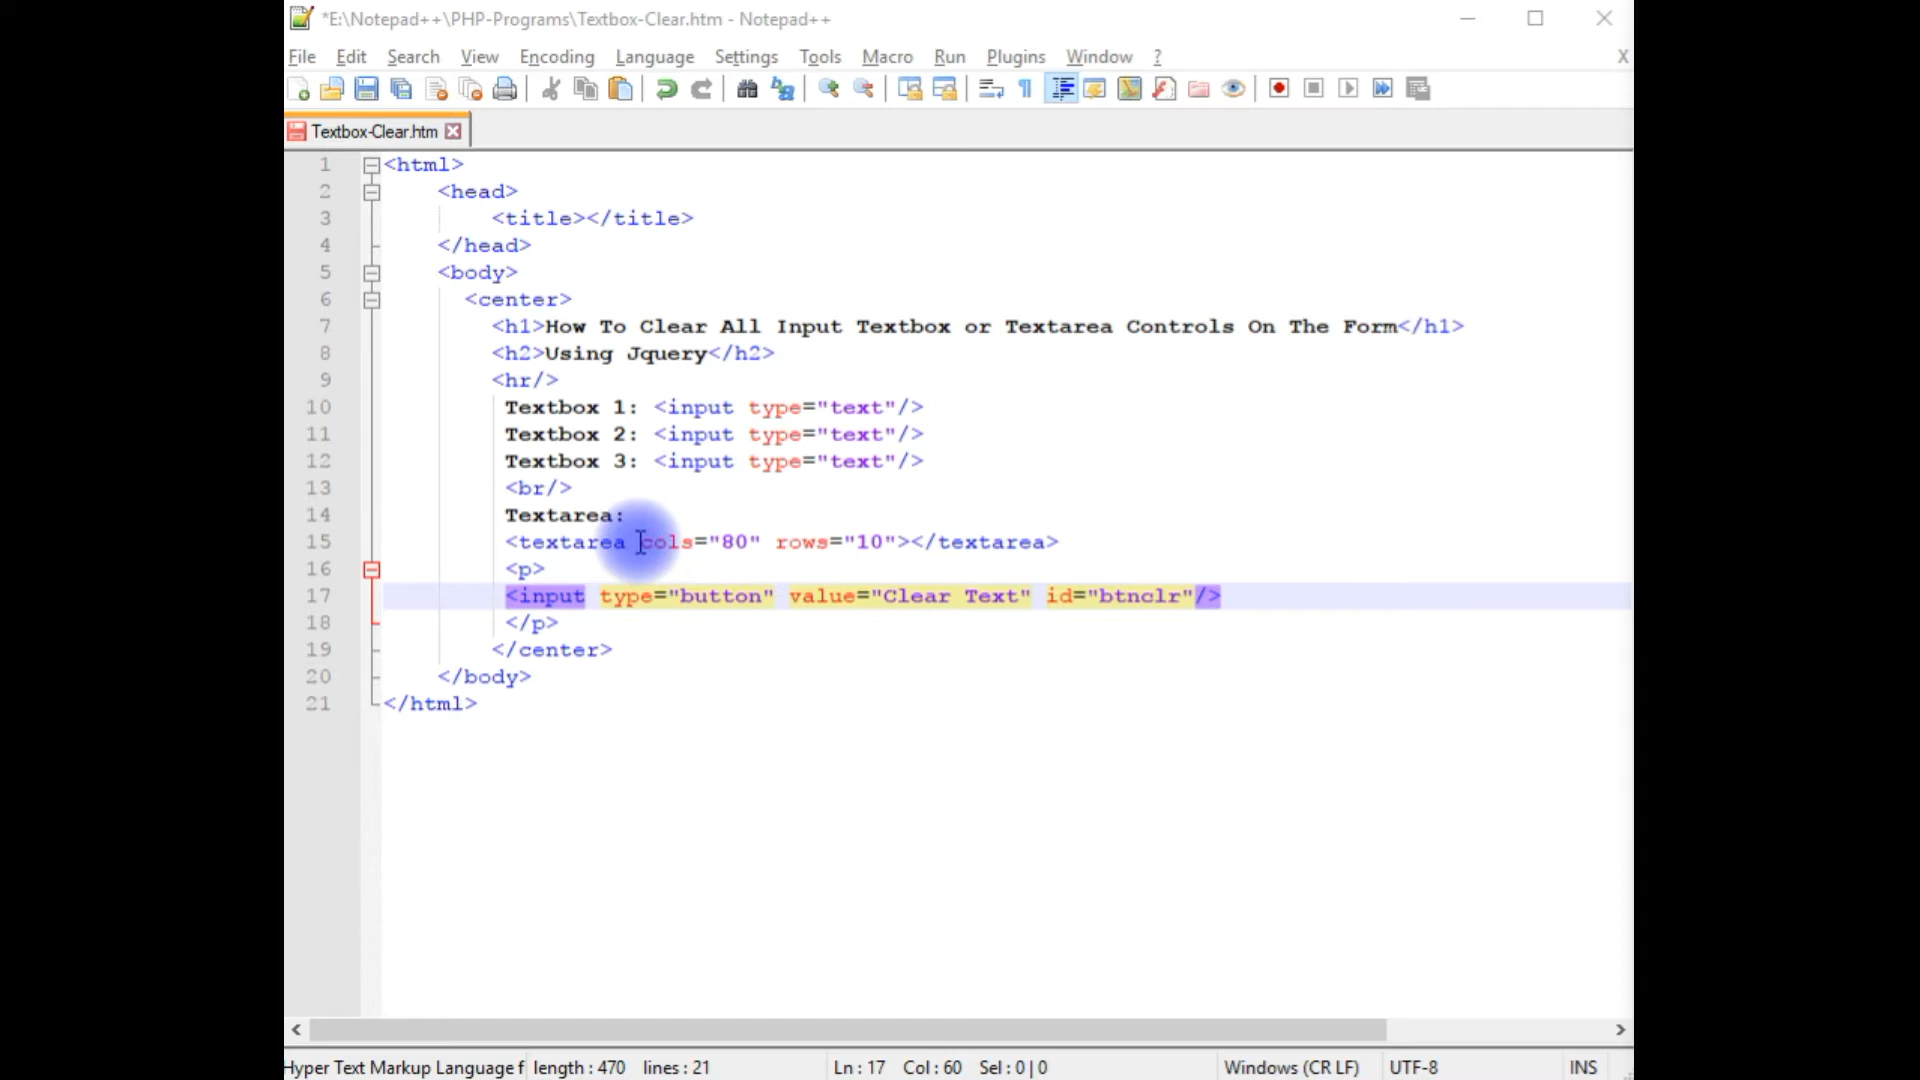 *E:\Notepad++\PHP-Programs\Textbox-Clear.htm - Notepad++
File Edit Search View Encoding Language Settings Tools Macro Run Plugins Window ? X
Textbox-Clear.htm
1 <html>
2 <head>
3 <title></title>
4 </head>
5 <body>
6 <center>
7 <h1>How To Clear All Input Textbox or Textarea Controls On The Form</h1>
8 <h2>Using Jquery</h2>
9 <hr/>
10 Textbox 1: <input type="text"/>
11 Textbox 2: <input type="text"/>
12 Textbox 3: <input type="text"/>
13 <br/>
14 Textarea:
15 <textarea cols="80" rows="10"></textarea>
16 <p>
17 <input type="button" value="Clear Text" id="btnclr"/>
18 </p>
19 </center>
20 </body>
21 </html>
Hyper Text Markup Language f length : 470 lines : 21 Ln : 17 Col : 60 Sel : 0 | 0 Windows (CR LF) UTF-8 INS